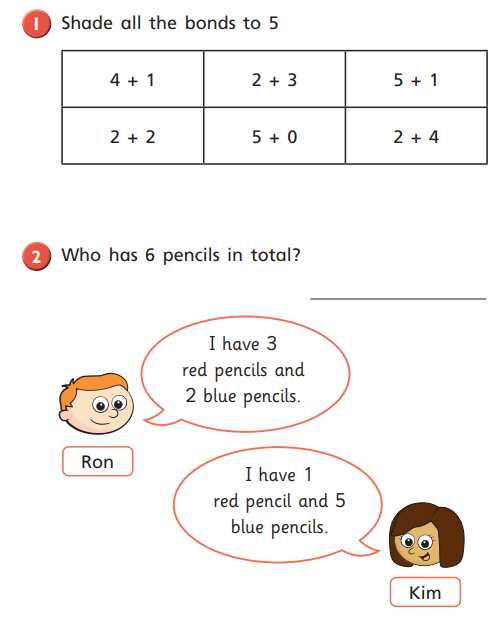 1 Shade all the bonds to 5
4 + 1 2 + 3 5 + 1
2 + 2 5 + 0 2 + 4
2 Who has 6 pencils in total?
I have 3
red pencils and
2 blue pencils.
Ron
I have 1
red pencil and 5
blue pencils.
Kim